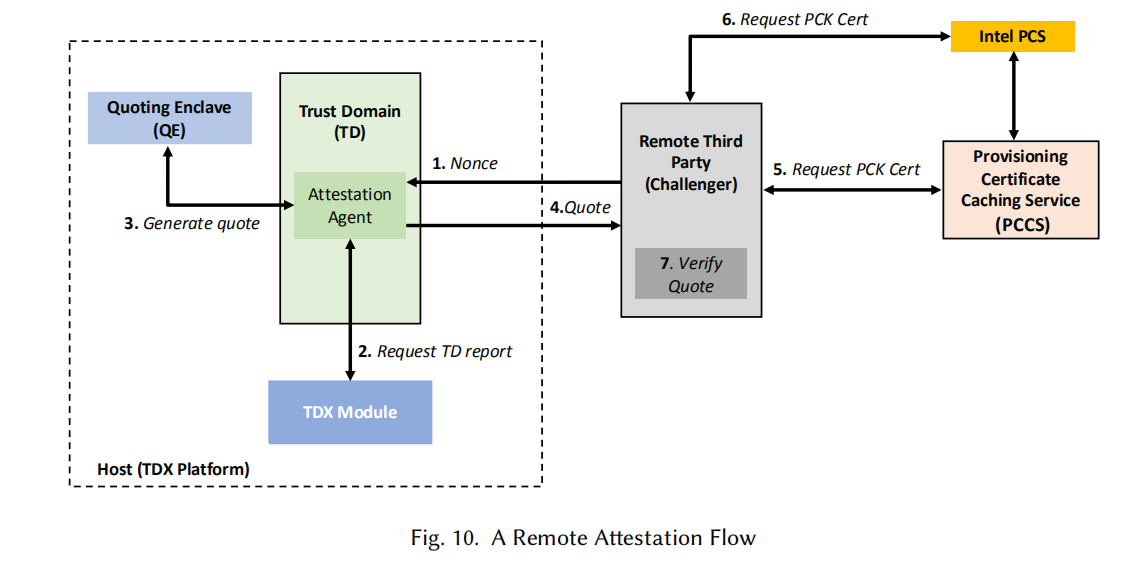 6. Request PCK Cert
Intel PCS
Quoting Enclave
(QE)
Trust Domain
(TD)
Attestation
Agent
1. Nonce
3. Generate quote
4.Quote
2. Request TD report
TDX Module
Host (TDX Platform)
Remote Third
Party
(Challenger)
7. Verify
Quote
5. Request PCK Cert
Provisioning
Certificate
Caching Service
(PCCS)
Fig. 10. A Remote Attestation Flow